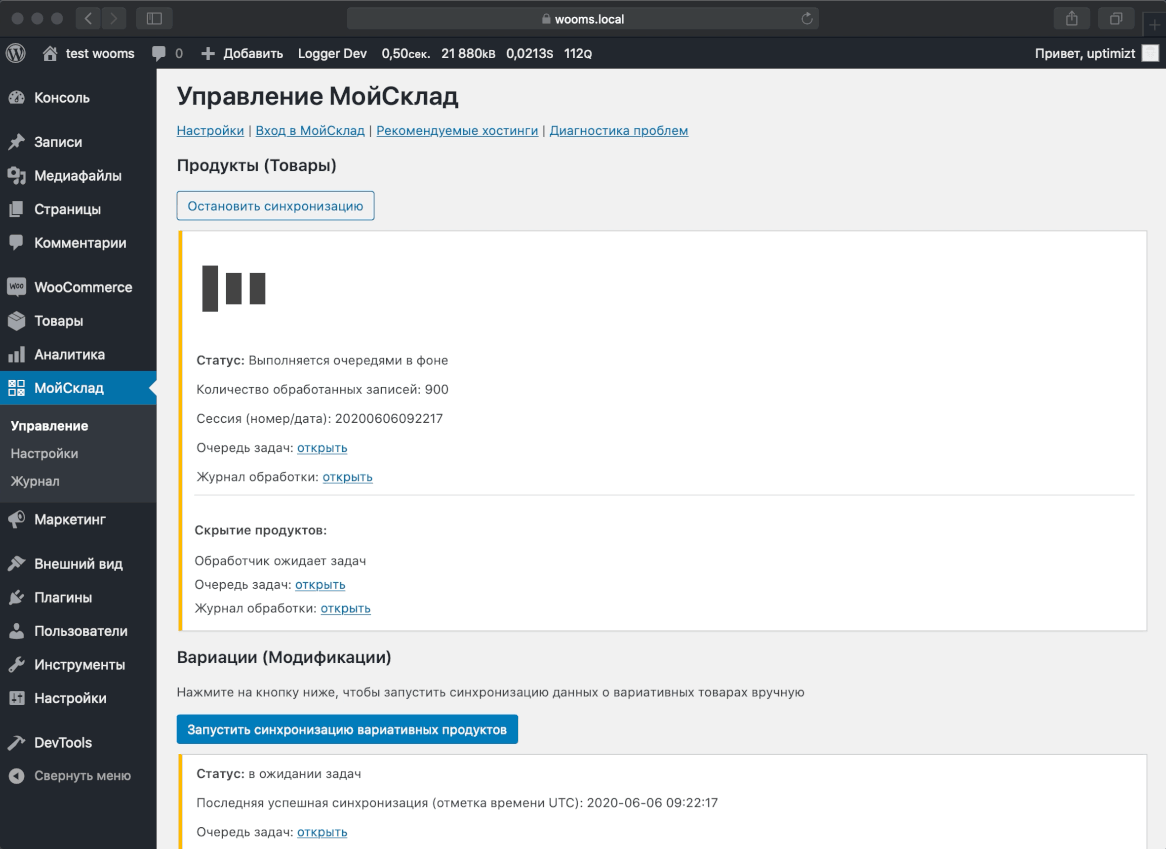 wooms.local
test wooms 0 Добавить Logger Dev 0,50сек. 21 880kB 0,0213S 112Q Привет, uptimizt
Консоль
Записи
Медиафайлы
Страницы
Комментарии
WooCommerce
Товары
Аналитика
МойСклад
Управление
Настройки
Журнал
Маркетинг
Внешний вид
Плагины
Пользователи
Инструменты
Настройки
DevTools
Свернуть меню
Управление МойСклад
Настройки | Вход в МойСклад | Рекомендуемые хостинги | Диагностика проблем
Продукты (Товары)
Остановить синхронизацию
Статус: Выполняется очередями в фоне
Количество обработанных записей: 900
Сессия (номер/дата): 20200606092217
Очередь задач: открыть
Журнал обработки: открыть
Скрытие продуктов:
Обработчик ожидает задач
Очередь задач: открыть
Журнал обработки: открыть
Вариации (Модификации)
Нажмите на кнопку ниже, чтобы запустить синхронизацию данных о вариативных товарах вручную
Запустить синхронизацию вариативных продуктов
Статус: в ожидании задач
Последняя успешная синхронизация (отметка времени UTC): 2020-06-06 09:22:17
Очередь задач: открыть